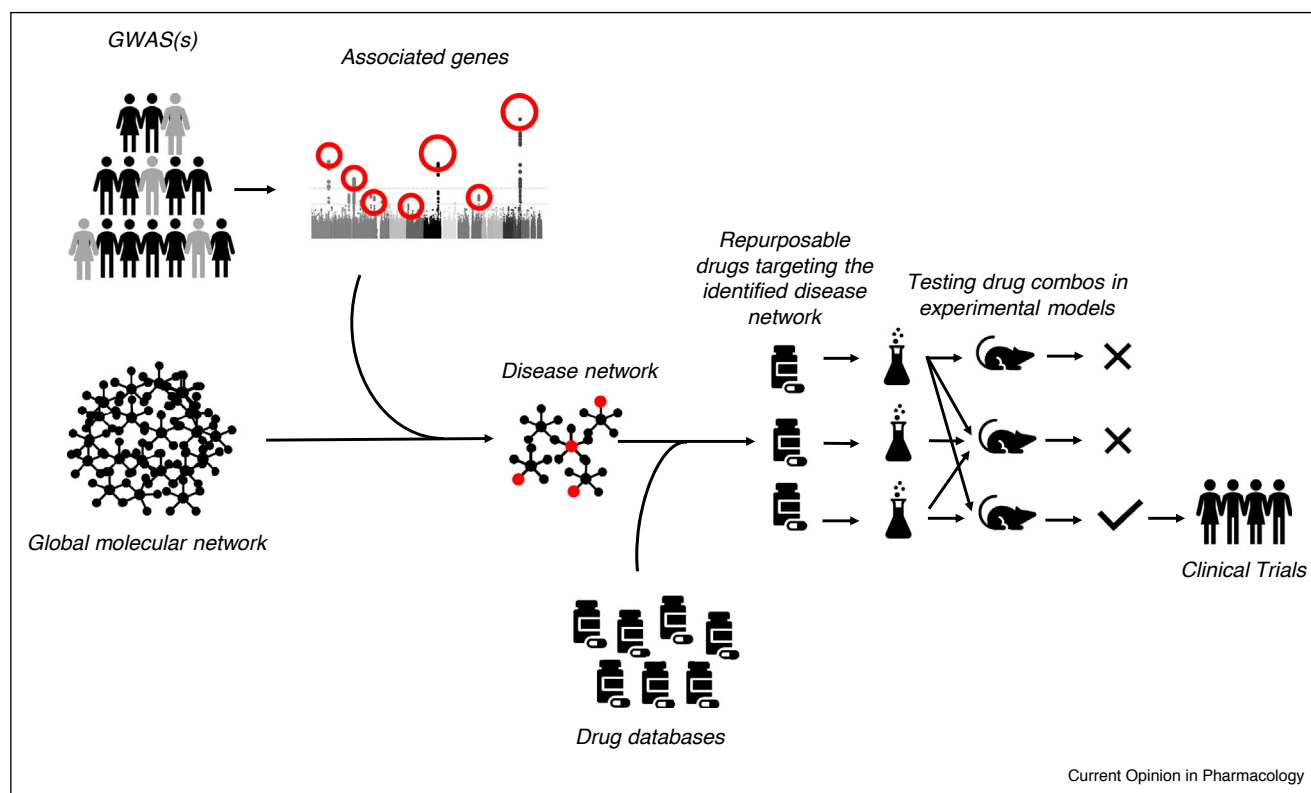 GWAS(s)
Associated genes
Repurposable
drugs targeting the
identified disease
network
Testing drug combos in
experimental models
Disease network
Global molecular network
Clinical Trials
Drug databases
Current Opinion in Pharmacology